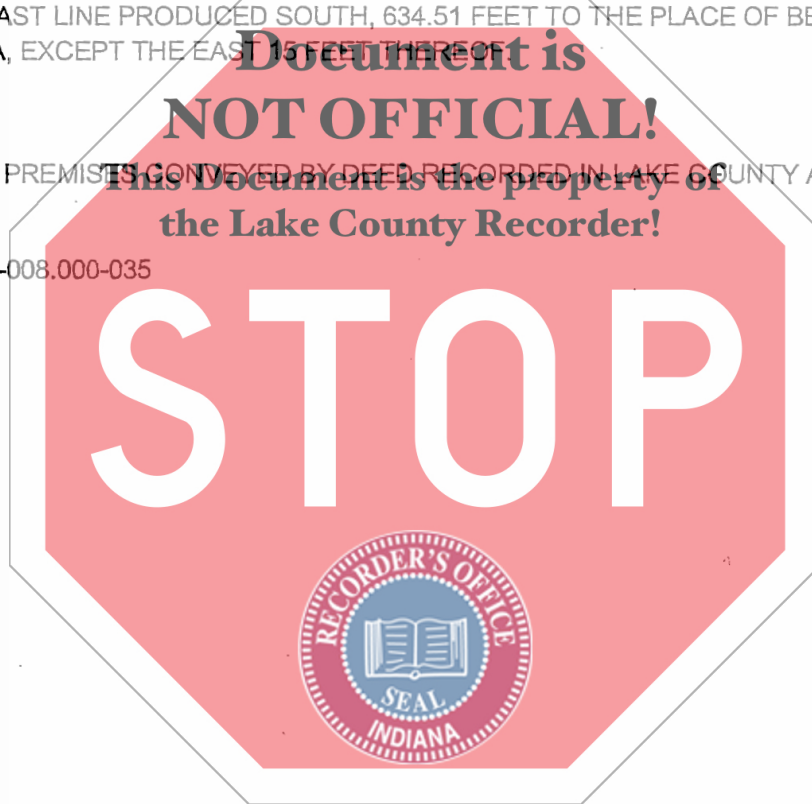 AST LINE PRODUCED SOUTH, 634.51 FEET TO THE PLACE OF BE
A, EXCEPT THE EAST 15 FEET THEREOF.
Document is
NOT OFFICIAL!
PREMISES CONVEYED BY DEED RECORDED IN LAKE COUNTY A
This Document is the property of
the Lake County Recorder!
-008.000-035
STOP
RECORDER'S OFFICE
SEAL
INDIANA